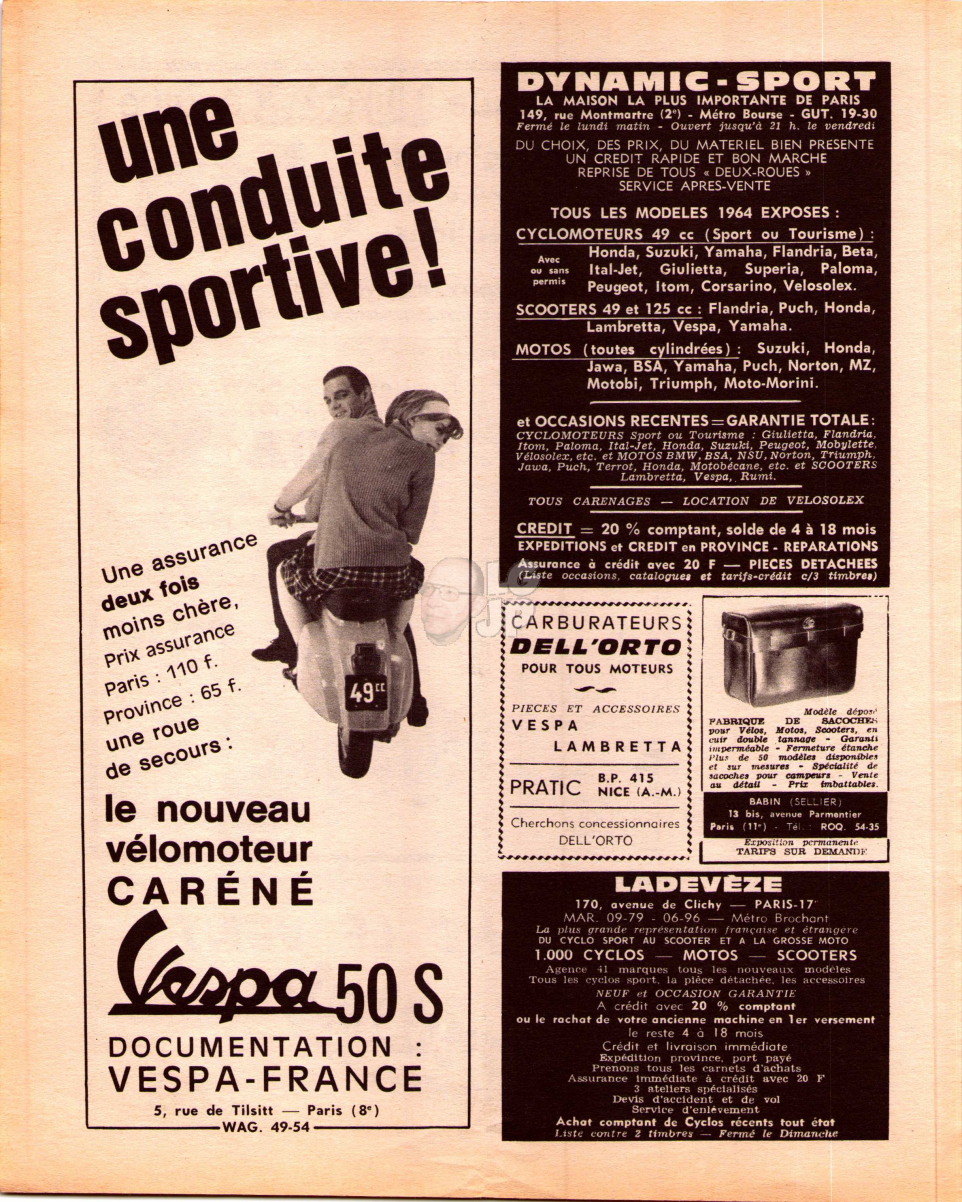 une
conduite
sportive!
Une assurance
deux fois
moins chère,
Prix assurance
Paris : 110 f.
Province : 65 f.
une roue
de secours :
49cc
le nouveau
vélomoteur
CARÉNÉ
Vespa 50 S
DOCUMENTATION :
VESPA-FRANCE
5, rue de Tilsitt — Paris (8e)
WAG. 49-54
DYNAMIC-SPORT
LA MAISON LA PLUS IMPORTANTE DE PARIS
149, rue Montmartre (2e) - Métro Bourse - GUT. 19-30
Fermé le lundi matin - Ouvert jusqu'à 21 h. le vendredi
DU CHOIX, DES PRIX, DU MATERIEL BIEN PRESENTE
UN CREDIT RAPIDE ET BON MARCHE
REPRISE DE TOUS « DEUX-ROUES »
SERVICE APRES-VENTE
TOUS LES MODELES 1964 EXPOSES :
CYCLOMOTEURS 49 cc (Sport ou Tourisme) :
Avec
ou sans
permis
Honda, Suzuki, Yamaha, Flandria, Beta,
Ital-Jet, Giulietta, Superia, Paloma,
Peugeot, Itom, Corsarino, Velosolex.
SCOOTERS 49 et 125 cc : Flandria, Puch, Honda,
Lambretta, Vespa, Yamaha.
MOTOS (toutes cylindrées) : Suzuki, Honda,
Jawa, BSA, Yamaha, Puch, Norton, MZ,
Motobi, Triumph, Moto-Morini.
et OCCASIONS RECENTES=GARANTIE TOTALE:
CYCLOMOTEURS Sport ou Tourisme : Giulietta, Flandria,
Itom, Paloma, Ital-Jet, Honda, Suzuki, Peugeot, Mobylette,
Vélosolex, etc. et MOTOS BMW, BSA, NSU, Norton, Triumph,
Jawa, Puch, Terrot, Honda, Motobécane, etc. et SCOOTERS
Lambretta, Vespa, Rumi.
TOUS CARENAGES — LOCATION DE VELOSOLEX
CREDIT = 20 % comptant, solde de 4 à 18 mois
EXPEDITIONS et CREDIT en PROVINCE - REPARATIONS
Assurance à crédit avec 20 F — PIECES DETACHEES
(Liste occasions, catalogues et tarifs-crédit c/3 timbres)
CARBURATEURS
DELL'ORTO
POUR TOUS MOTEURS
PIECES ET ACCESSOIRES
VESPA
LAMBRETTA
PRATIC
B.P. 415
NICE (A.-M.)
Cherchons concessionnaires
DELL'ORTO
Modèle déposé
FABRIQUE DE SACOCHES
pour Vélos, Motos, Scooters, en
cuir double tannage - Garanti
imperméable - Fermeture étanche
Plus de 50 modèles disponibles
et sur mesures - Spécialité de
sacoches pour campeurs - Vente
au détail - Prix imbattables.
BABIN (SELLIER)
13 bis, avenue Parmentier
Paris (11e) - Tél. : ROQ. 54-35
Exposition permanente
TARIFS SUR DEMANDE
LADEVÈZE
170, avenue de Clichy — PARIS-17e
MAR. 09-79 - 06-96 — Métro Brochant
La plus grande représentation française et étrangère
DU CYCLO SPORT AU SCOOTER ET A LA GROSSE MOTO
1.000 CYCLOS — MOTOS — SCOOTERS
Agence 41 marques tous les nouveaux modèles
Tous les cyclos sport, la pièce détachée, les accessoires
NEUF et OCCASION GARANTIE
A crédit avec 20 % comptant
ou le rachat de votre ancienne machine en 1er versement
le reste 4 à 18 mois
Crédit et livraison immédiate
Expédition province, port payé
Prenons tous les carnets d'achats
Assurance immédiate à crédit avec 20 F
3 ateliers spécialisés
Devis d'accident et de vol
Service d'enlèvement
Achat comptant de Cyclos récents tout état
Liste contre 2 timbres — Fermé le Dimanche